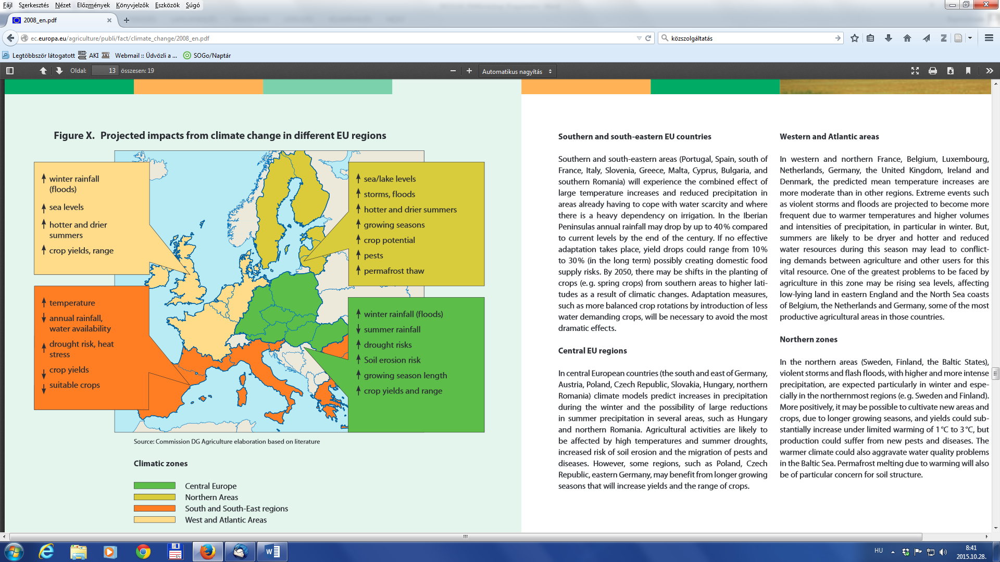 Fájl Szerkesztés Nézet Előzmények Könyvjelzők Eszközök Súgó
2008_en.pdf
ec.europa.eu/agriculture/publi/fact/climate_change/2008_en.pdf
közszolgáltatás
Legtöbbször látogatott AKI Webmail :: Üdvözli a ... SOGo/Naptár
Oldal: 13 összesen: 19
Automatikus nagyítás
Figure X. Projected impacts from climate change in different EU regions
winter rainfall
(floods)
sea levels
hotter and drier
summers
crop yields, range
sea/lake levels
storms, floods
hotter and drier summers
growing seasons
crop potential
pests
permafrost thaw
temperature
annual rainfall,
water availability
drought risk, heat
stress
crop yields
suitable crops
winter rainfall (floods)
summer rainfall
drought risks
Soil erosion risk
growing season length
crop yields and range
Source: Commission DG Agriculture elaboration based on literature
Climatic zones
Central Europe
Northern Areas
South and South-East regions
West and Atlantic Areas
Southern and south-eastern EU countries
Southern and south-eastern areas (Portugal, Spain, south of
France, Italy, Slovenia, Greece, Malta, Cyprus, Bulgaria, and
southern Romania) will experience the combined effect of
large temperature increases and reduced precipitation in
areas already having to cope with water scarcity and where
there is a heavy dependency on irrigation. In the Iberian
Peninsulas annual rainfall may drop by up to 40 % compared
to current levels by the end of the century. If no effective
adaptation takes place, yield drops could range from 10 %
to 30 % (in the long term) possibly creating domestic food
supply risks. By 2050, there may be shifts in the planting of
crops (e. g. spring crops) from southern areas to higher lati-
tudes as a result of climatic changes. Adaptation measures,
such as more balanced crop rotations by introduction of less
water demanding crops, will be necessary to avoid the most
dramatic effects.
Central EU regions
In central European countries (the south and east of Germany,
Austria, Poland, Czech Republic, Slovakia, Hungary, northern
Romania) climate models predict increases in precipitation
during the winter and the possibility of large reductions
in summer precipitation in several areas, such as Hungary
and northern Romania. Agricultural activities are likely to
be affected by high temperatures and summer droughts,
increased risk of soil erosion and the migration of pests and
diseases. However, some regions, such as Poland, Czech
Republic, eastern Germany, may benefit from longer growing
seasons that will increase yields and the range of crops.
Western and Atlantic areas
In western and northern France, Belgium, Luxembourg,
Netherlands, Germany, the United Kingdom, Ireland and
Denmark, the predicted mean temperature increases are
more moderate than in other regions. Extreme events such
as violent storms and floods are projected to become more
frequent due to warmer temperatures and higher volumes
and intensities of precipitation, in particular in winter. But,
summers are likely to be dryer and hotter and reduced
water resources during this season may lead to conflict-
ing demands between agriculture and other users for this
vital resource. One of the greatest problems to be faced by
agriculture in this zone may be rising sea levels, affecting
low-lying land in eastern England and the North Sea coasts
of Belgium, the Netherlands and Germany, some of the most
productive agricultural areas in those countries.
Northern zones
In the northern areas (Sweden, Finland, the Baltic States),
violent storms and flash floods, with higher and more intense
precipitation, are expected particularly in winter and espe-
cially in the northernmost regions (e. g. Sweden and Finland).
More positively, it may be possible to cultivate new areas and
crops, due to longer growing seasons, and yields could sub-
stantially increase under limited warming of 1 °C to 3 °C, but
production could suffer from new pests and diseases. The
warmer climate could also aggravate water quality problems
in the Baltic Sea. Permafrost melting due to warming will also
be of particular concern for soil structure.
HU
8:41
2015.10.28.